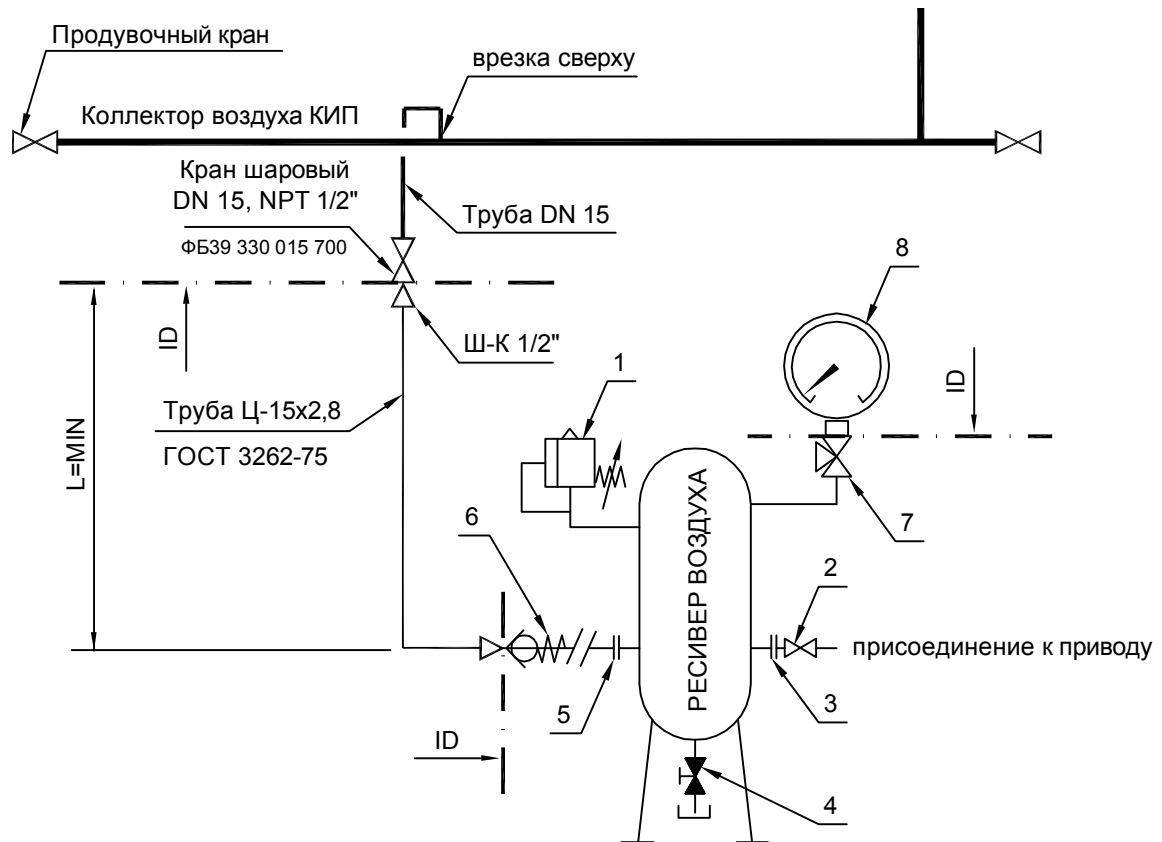 Продувочный кран
врезка сверху
Коллектор воздуха КИП
Кран шаровый
DN 15, NPT 1/2"
ФБ39 330 015 700
Труба DN 15
8
ID
Ш-К 1/2"
1
ID
Труба Ц-15х2,8
ГОСТ 3262-75
L=MIN
РЕСИВЕР ВОЗДУХА
7
6
2
присоединение к приводу
5
3
ID
4